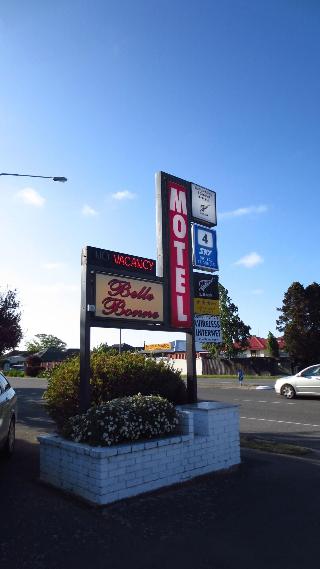 NO VACANCY
Belle
Bonne
MOTEL
4
SKY
WIRELESS
INTERNET